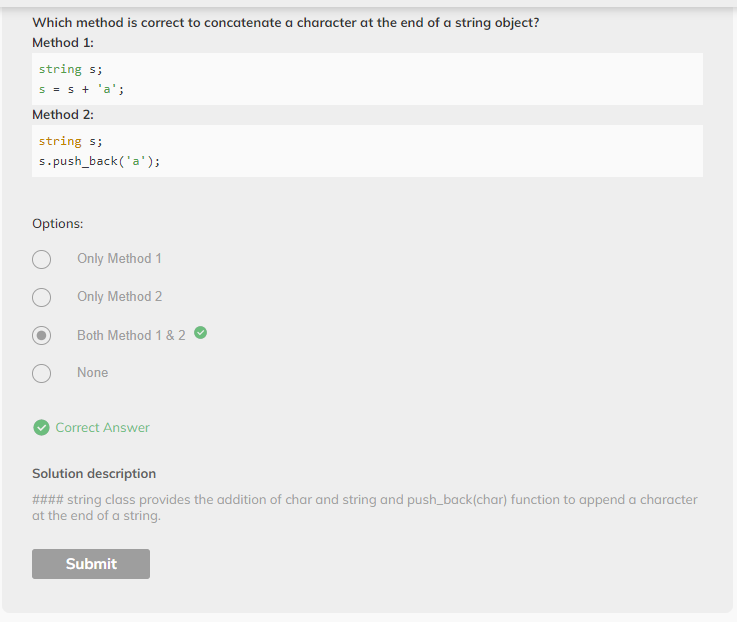 Which method is correct to concatenate a character at the end of a string object?
Method 1:
string s;
s = s + 'a';
Method 2:
string s;
s.push_back('a');
Options:
Only Method 1
Only Method 2
Both Method 1 & 2
None
Correct Answer
Solution description
#### string class provides the addition of char and string and push_back(char) function to append a character
at the end of a string.
Submit